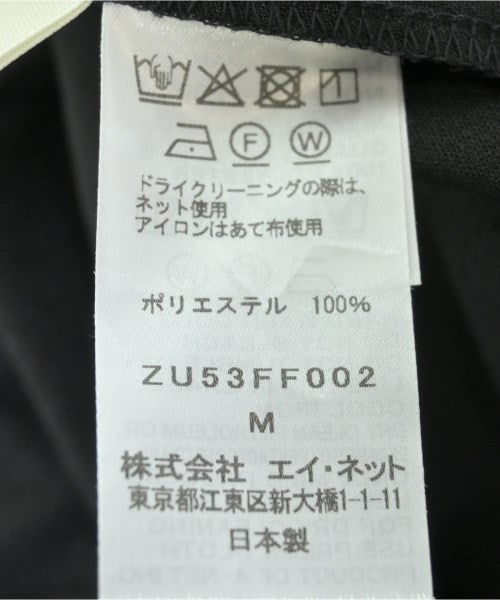 F W
ドライクリーニングの際は、
ネット使用
アイロンはあて布使用
ポリエステル 100%
ZU53FF002
M
株式会社 エイ・ネット
東京都江東区新大橋1-1-11
日本製